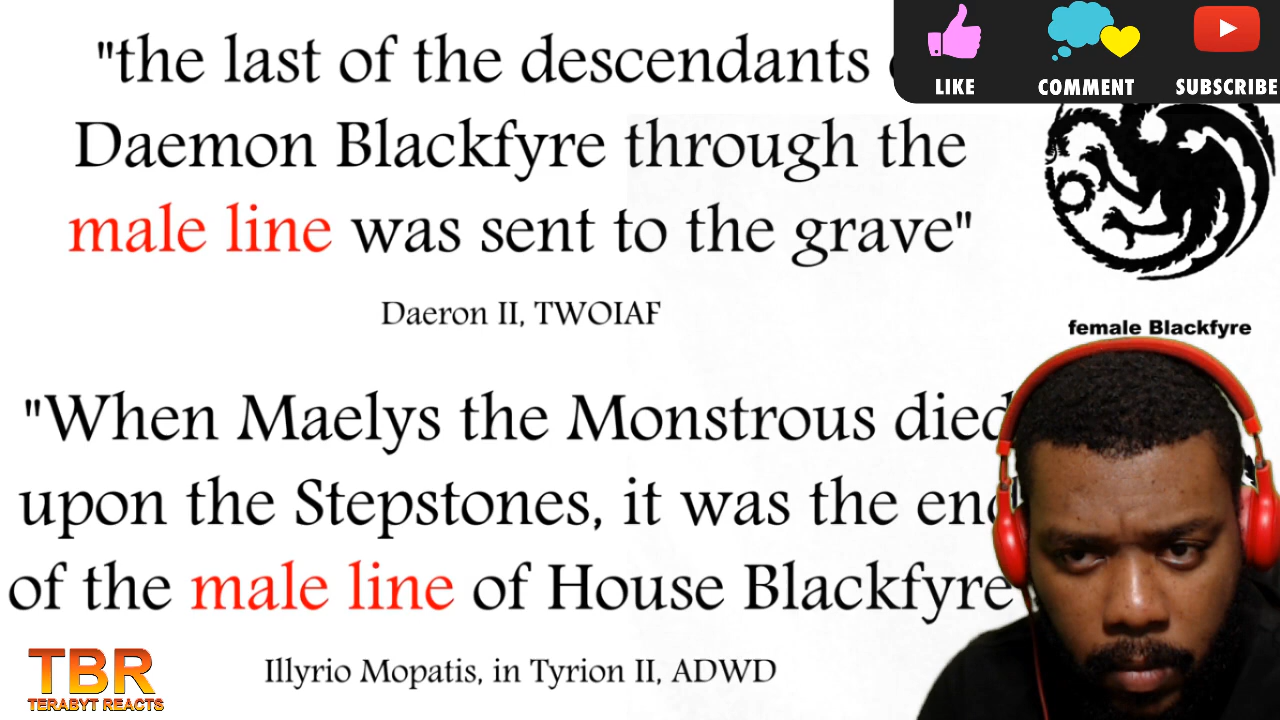 "the last of the descendants
Daemon Blackfyre through the
male line was sent to the grave"
Daeron II, TWOIAF
"When Maelys the Monstrous died
upon the Stepstones, it was the end
of the male line of House Blackfyre
Illyrio Mopatis, in Tyrion II, ADWD
LIKE COMMENT SUBSCRIBE
female Blackfyre
TBR
TERABYT REACTS